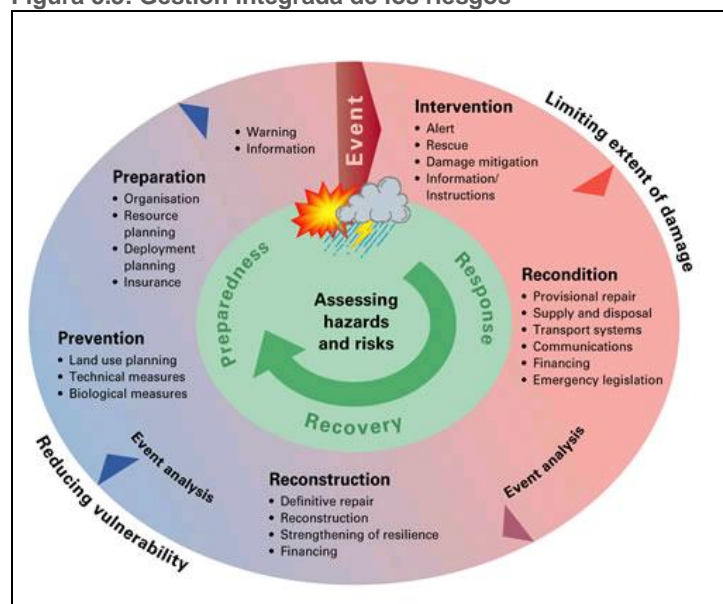 Figura 3.3: Gestión integrada de los riesgos
Event
• Warning
• Information
Intervention
• Alert
• Rescue
• Damage mitigation
• Information/
Instructions
Limiting extent of damage
Preparation
• Organisation
• Resource
planning
• Deployment
planning
• Insurance
Preparedness
Response
Recovery
Assessing
hazards
and risks
Recondition
• Provisional repair
• Supply and disposal
• Transport systems
• Communications
• Financing
• Emergency legislation
Prevention
• Land use planning
• Technical measures
• Biological measures
Event analysis
Reducing vulnerability
Reconstruction
• Definitive repair
• Reconstruction
• Strengthening of resilience
• Financing
Event analysis